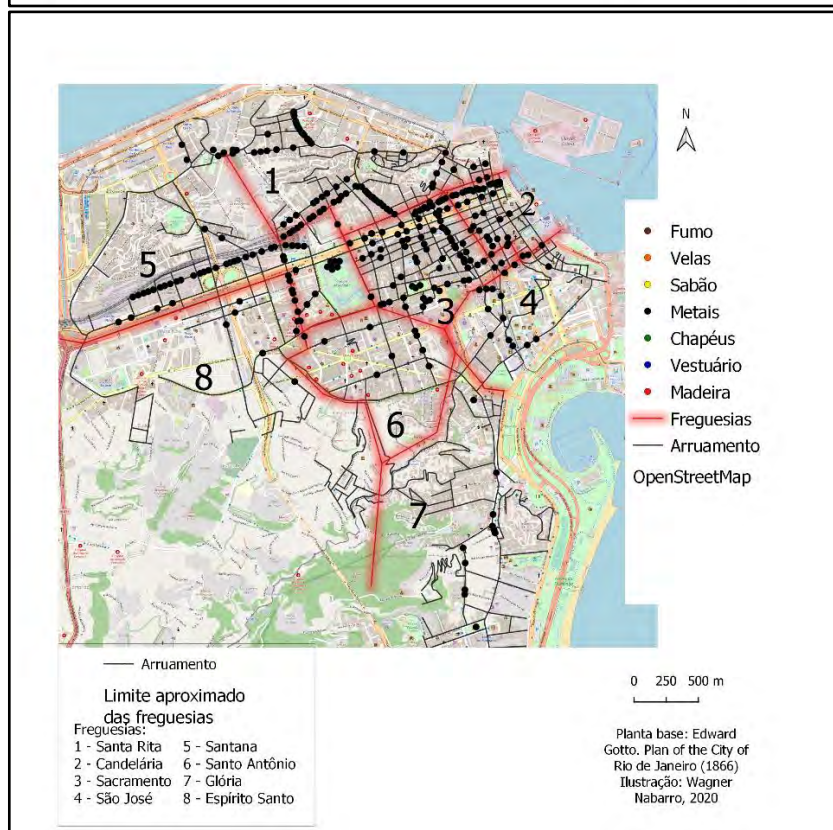 N
1
2
3
4
5
6
7
8
Fumo
Velas
Sabão
Metais
Chapéus
Vestuário
Madeira
Freguesias
Arruamento
OpenStreetMap
Arruamento
Limite aproximado
das freguesias
Freguesias:
1 - Santa Rita 5 - Santana
2 - Candelária 6 - Santo Antônio
3 - Sacramento 7 - Glória
4 - São José 8 - Espírito Santo
0 250 500 m
Planta base: Edward
Gotto. Plan of the City of
Rio de Janeiro (1866)
Ilustração: Wagner
Nabarro, 2020